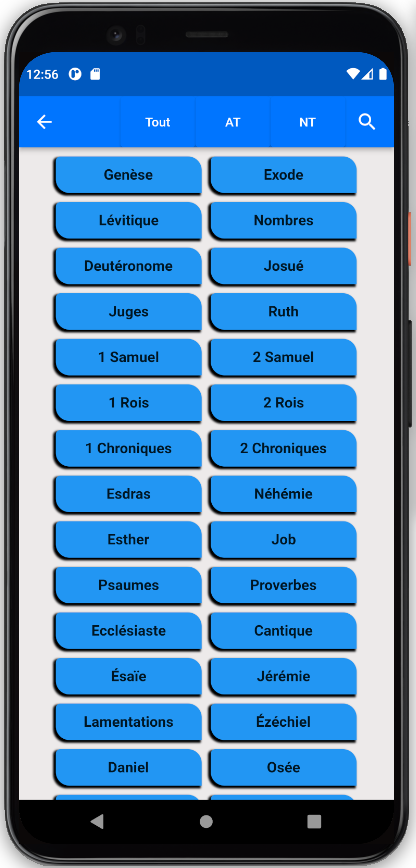 12:56
Tout AT NT
Genèse Exode
Lévitique Nombres
Deutéronome Josué
Juges Ruth
1 Samuel 2 Samuel
1 Rois 2 Rois
1 Chroniques 2 Chroniques
Esdras Néhémie
Esther Job
Psaumes Proverbes
Ecclésiaste Cantique
Ésaïe Jérémie
Lamentations Ézéchiel
Daniel Osée